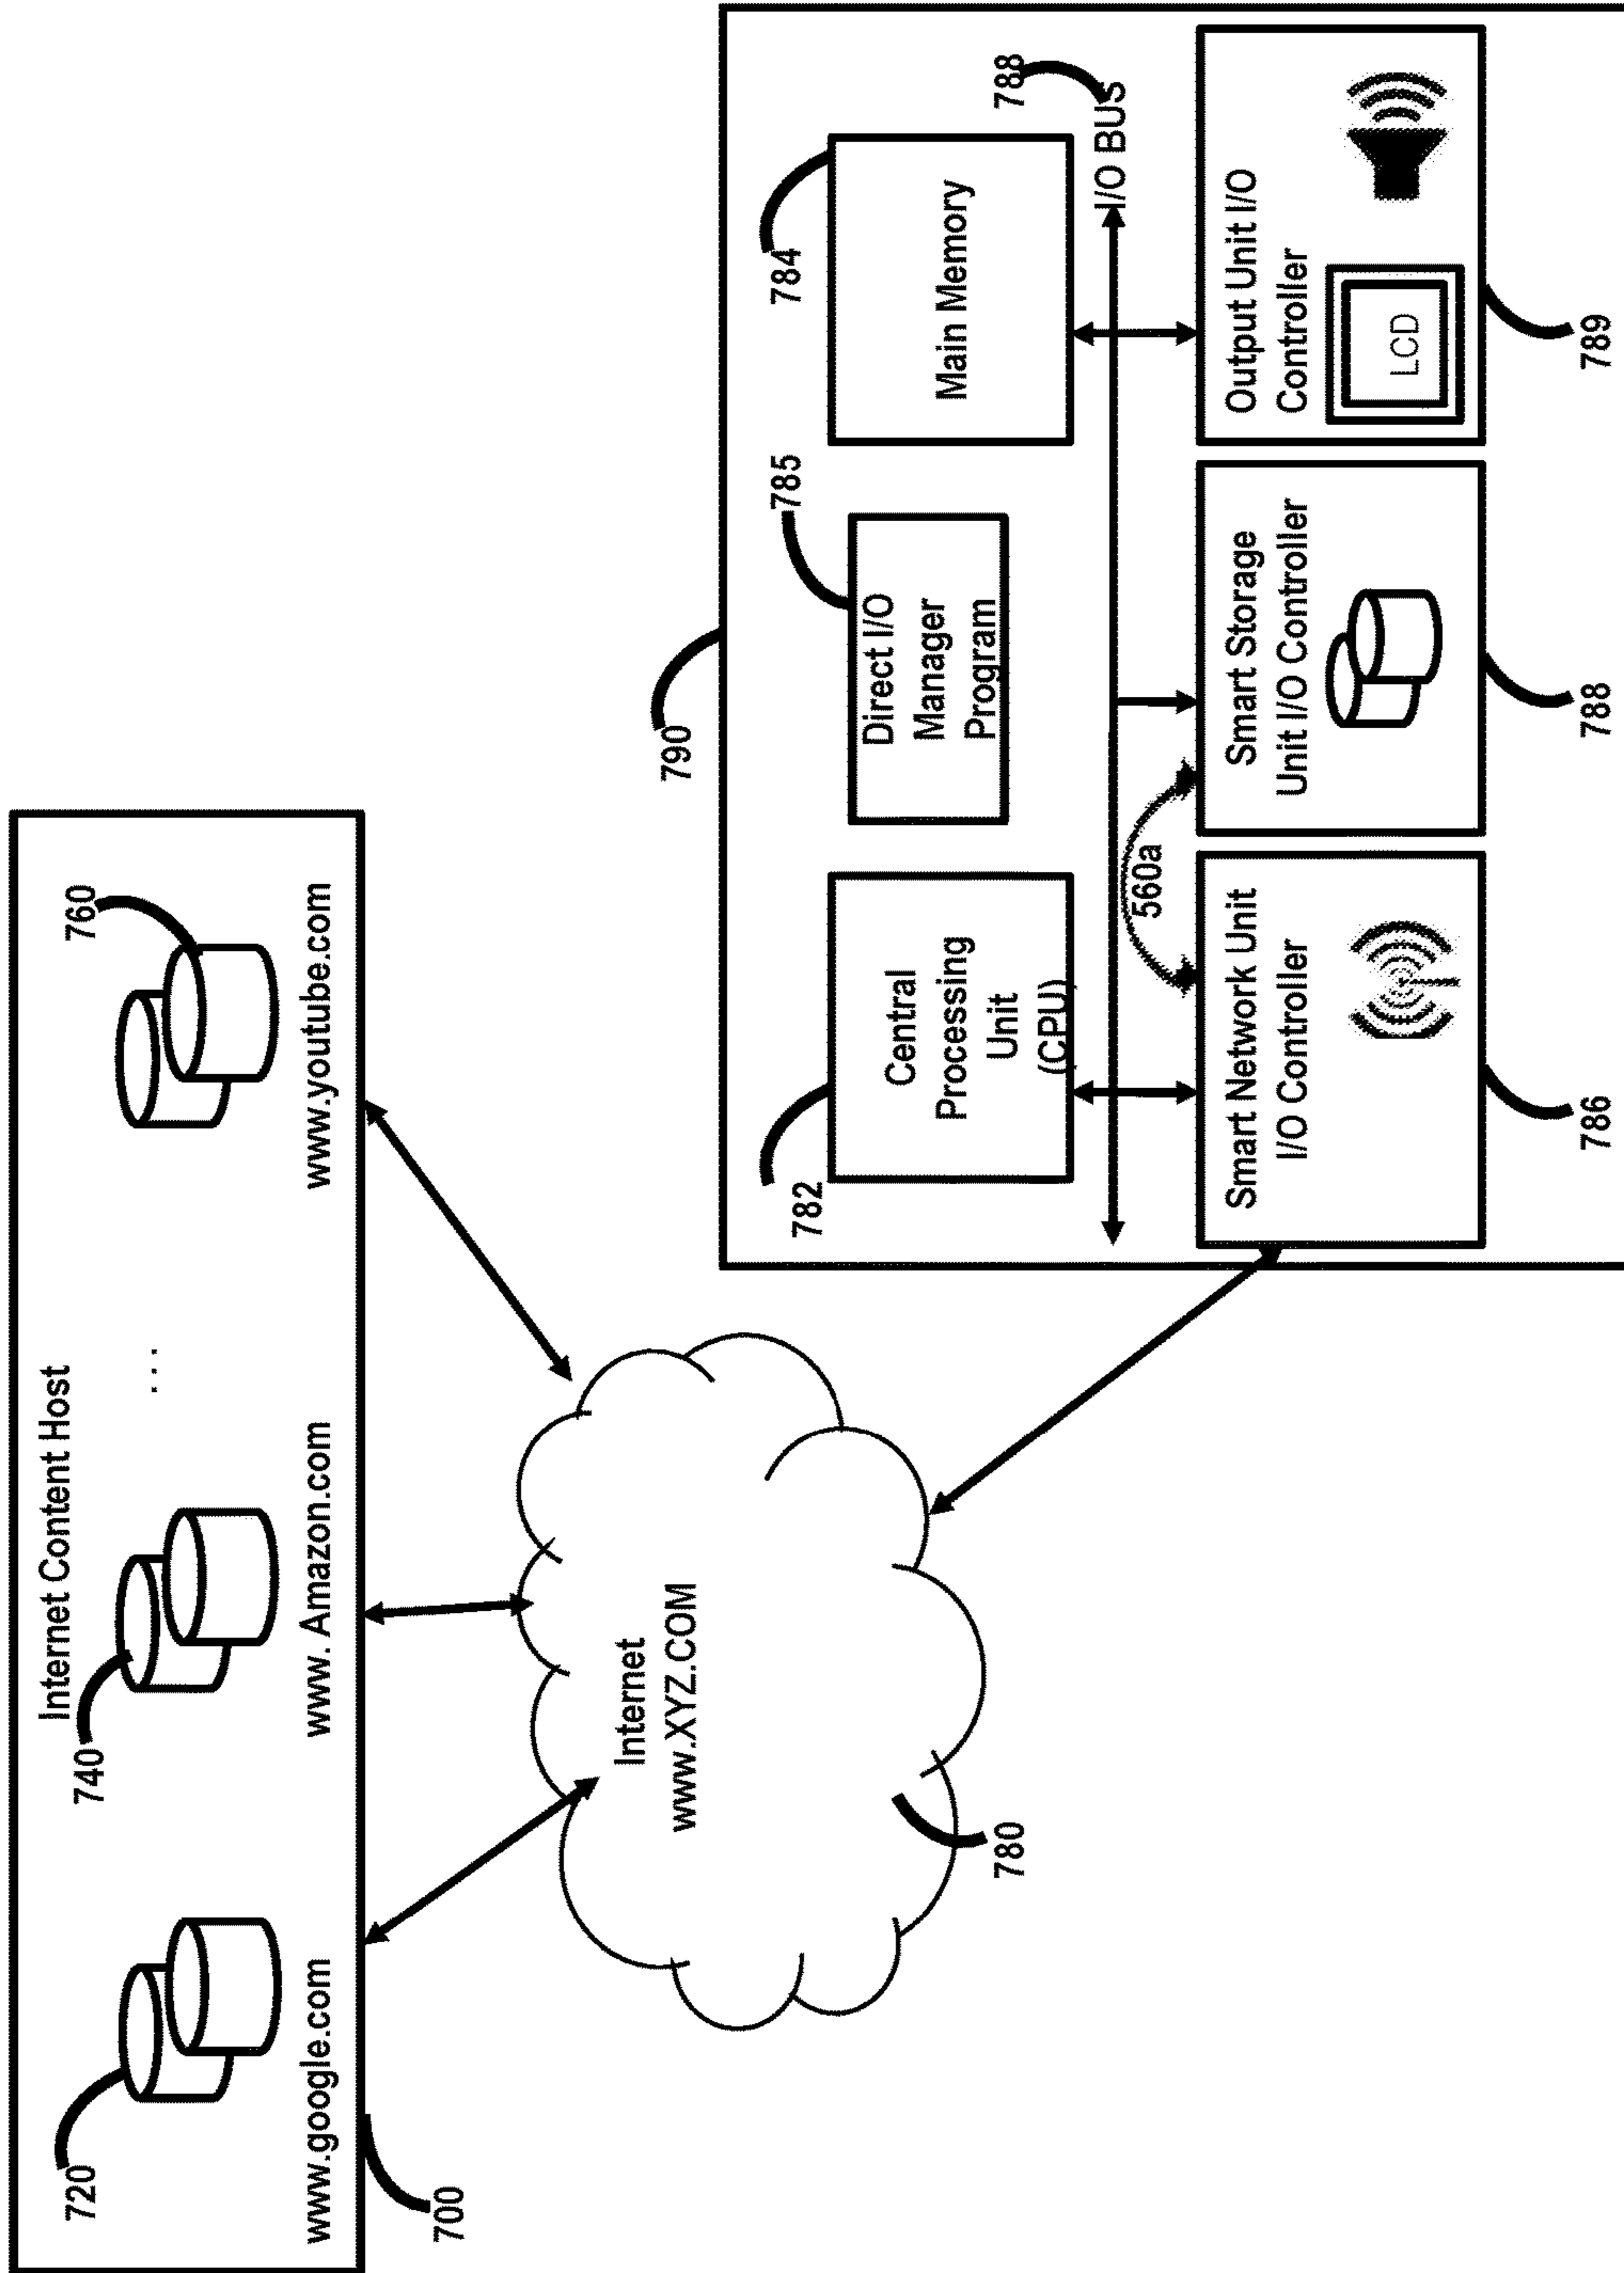 Internet Content Host
720
740
760
...
www.google.com
www. Amazon.com
www.youtube.com
700
Internet
www.XYZ.COM
780
790
782
785
784
Central
Processing
Unit
(CPU)
Direct I/O
Manager
Program
Main Memory
788
I/O BUS
560a
Smart Network Unit
I/O Controller
Smart Storage
Unit I/O Controller
Output Unit I/O
Controller
LCD
786
788
789